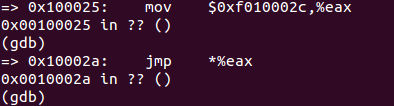 => 0x100025:    mov    $0xf010002c,%eax
0x00100025 in ?? ()
(gdb)
=> 0x10002a:    jmp    *%eax
0x0010002a in ?? ()
(gdb)